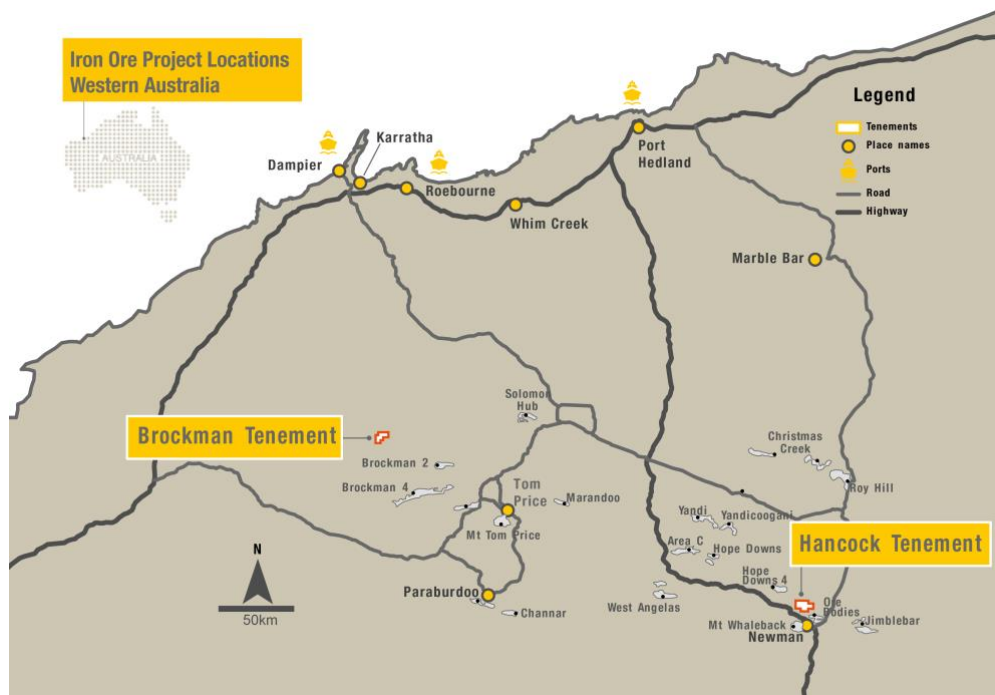 Iron Ore Project Locations
Western Australia
AUSTRALIA
Legend
Tenements
Place names
Ports
Road
Highway
Karratha
Dampier
Roebourne
Whim Creek
Port
Hedland
Marble Bar
Solomon
Hub
Brockman Tenement
Brockman 2
Brockman 4
Tom
Price
Marandoo
Mt Tom Price
Christmas
Creek
Roy Hill
Yandi
Yandicoogani
Area C
Hope Downs
Hancock Tenement
Hope
Downs 4
West Angelas
Ore
Bodies
Mt Whaleback
Jimblebar
Newman
Paraburdoo
Channar
N
50km